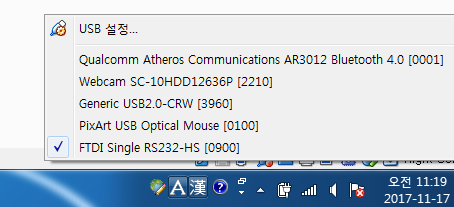 USB 설정...
Qualcomm Atheros Communications AR3012 Bluetooth 4.0 [0001]
Webcam SC-10HDD12636P [2210]
Generic USB2.0-CRW [3960]
PixArt USB Optical Mouse [0100]
FTDI Single RS232-HS [0900]
A 漢 ?
오전 11:19
2017-11-17